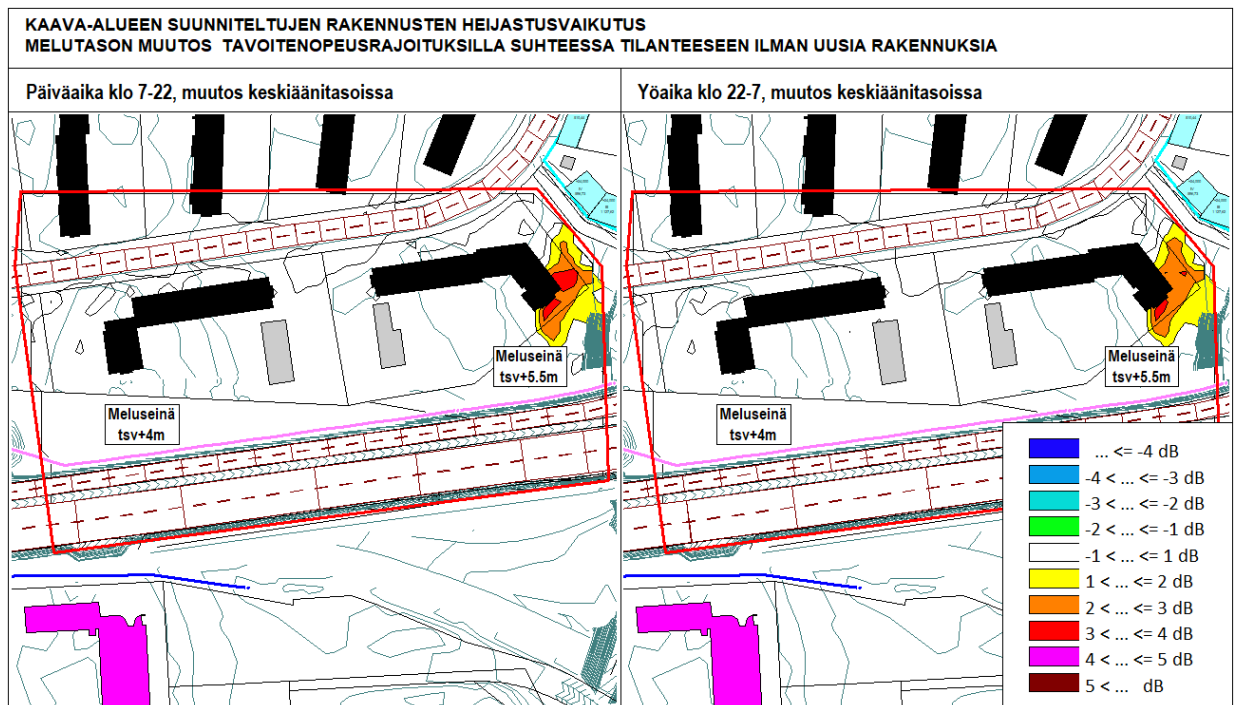 KAAVA-ALUEEN SUUNNITELTUJEN RAKENNUSTEN HEIJASTUSVAIKUTUS
MELUTASON MUUTOS TAVOITENOPEUSRAJOITUKSILLA SUHTEESSA TILANTEESEEN ILMAN UUSIA RAKENNUKSIA
Päiväaika klo 7-22, muutos keskiäänitasoissa
Yöaika klo 22-7, muutos keskiäänitasoissa
Meluseinä
tsv+5.5m
Meluseinä
tsv+4m
Meluseinä
tsv+5.5m
Meluseinä
tsv+4m
... <= -4 dB
-4 < ... <= -3 dB
-3 < ... <= -2 dB
-2 < ... <= -1 dB
-1 < ... <= 1 dB
1 < ... <= 2 dB
2 < ... <= 3 dB
3 < ... <= 4 dB
4 < ... <= 5 dB
5 < ... dB